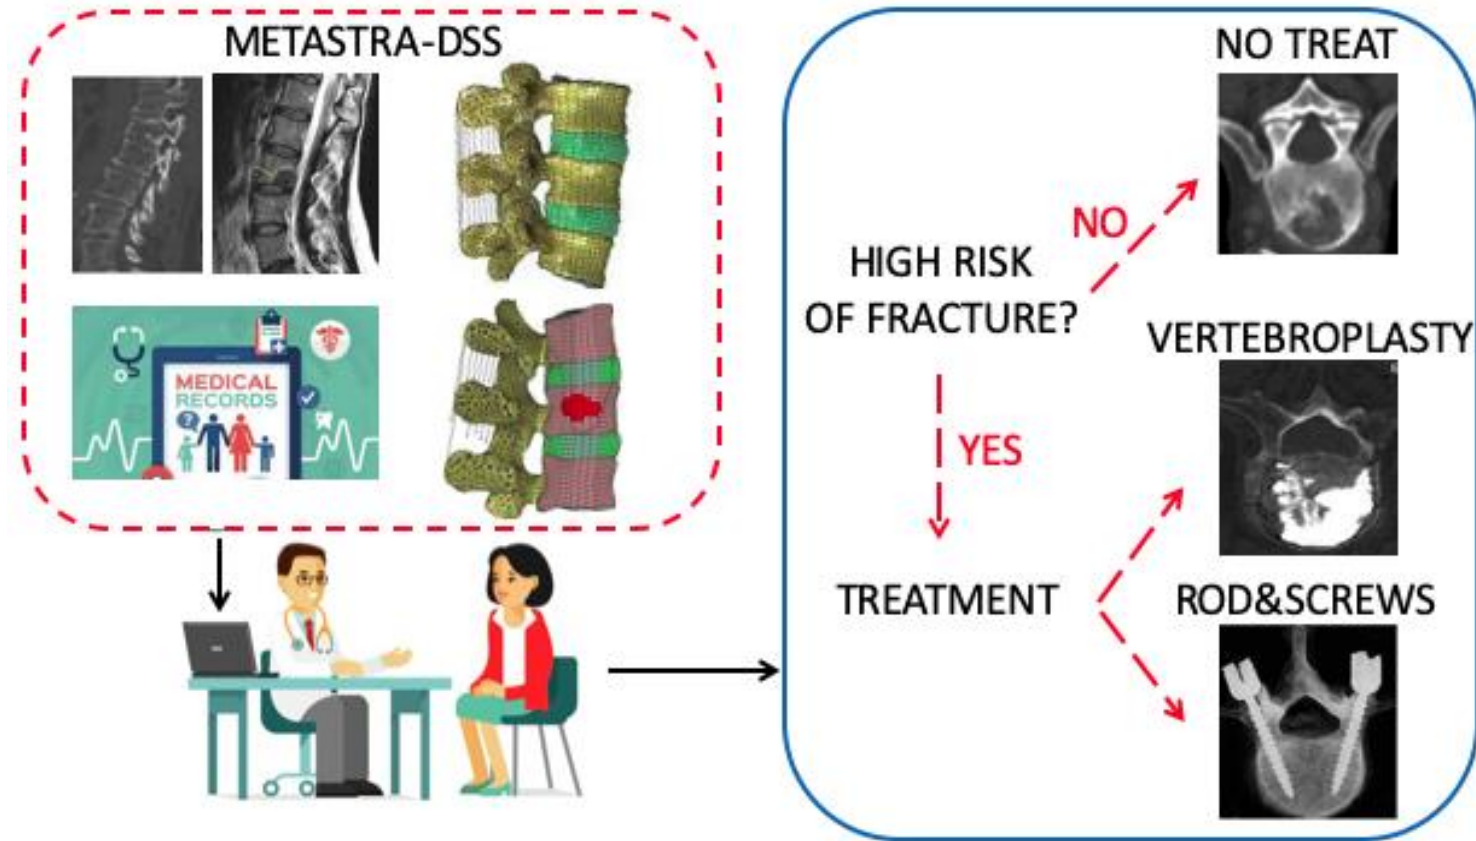 METASTRA-DSS
MEDICAL
RECORDS
?
HIGH RISK
OF FRACTURE?
NO
YES
TREATMENT
NO TREAT
VERTEBROPLASTY
ROD&SCREWS